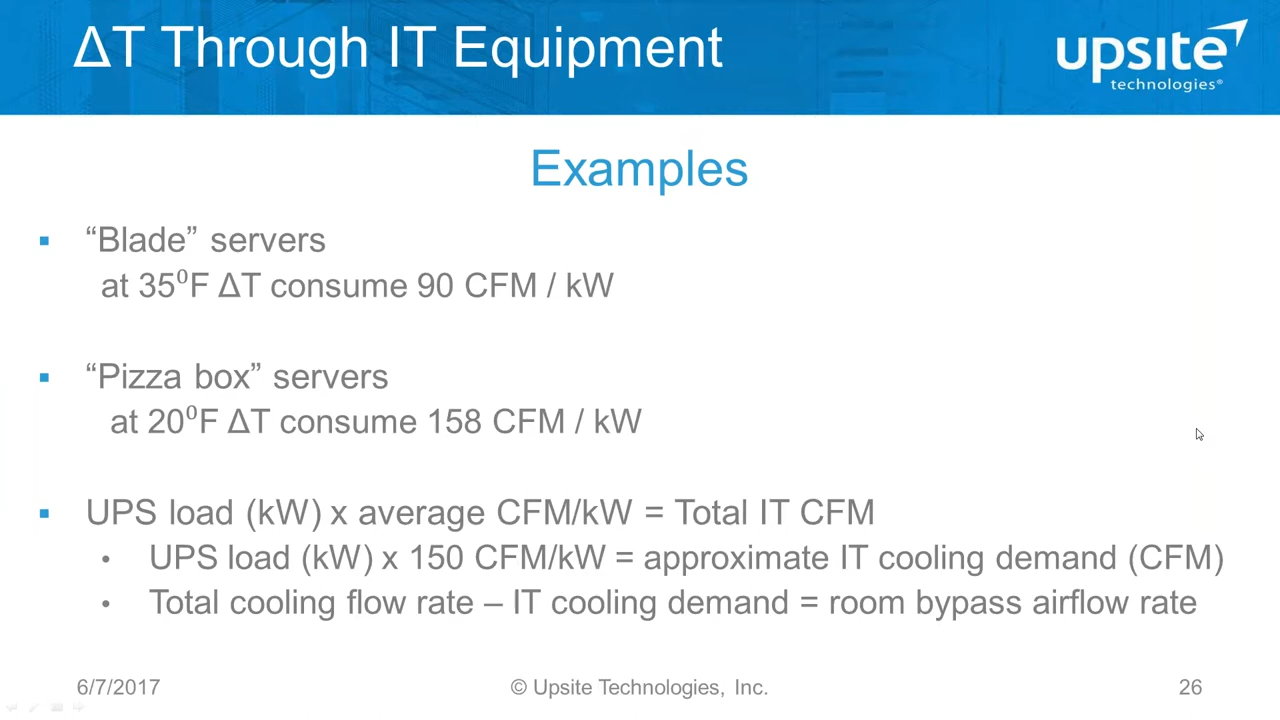 ΔT Through IT Equipment
upsite
technologies®
Examples
▪ “Blade” servers
at 35⁰F ΔT consume 90 CFM / kW
▪ “Pizza box” servers
at 20⁰F ΔT consume 158 CFM / kW
▪ UPS load (kW) x average CFM/kW = Total IT CFM
• UPS load (kW) x 150 CFM/kW = approximate IT cooling demand (CFM)
• Total cooling flow rate – IT cooling demand = room bypass airflow rate
6/7/2017
© Upsite Technologies, Inc.
26